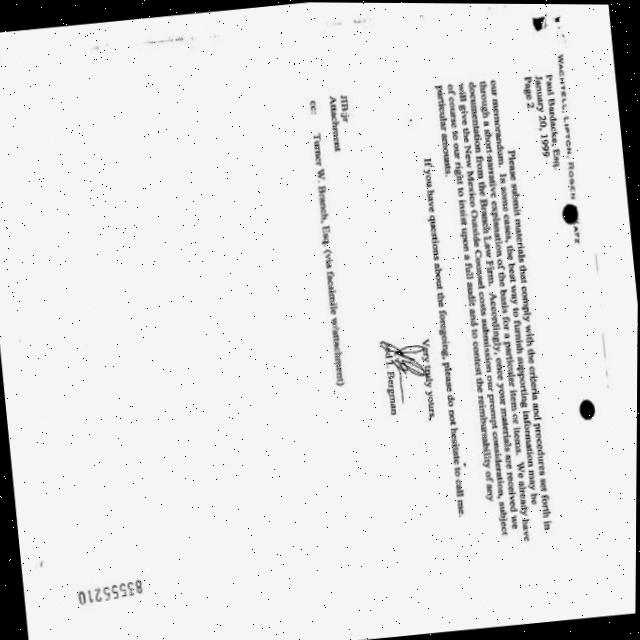 WACHTELL, LIPTON, ROSEN ATZ
Paul Bardacke, Esq.
January 20, 1999
Page 2
Please submit materials that comply with the criteria and procedures set forth in
our memorandum. In some cases, the best way to furnish supporting information may be
through a short narrative explanation of the basis for a particular item or items. We already have
documentation from the Branch Law Firm. Accordingly, once your materials are received we
will give the New Mexico Outside Counsel costs submission our prompt consideration, subject
of course to our right to insist upon a full audit and to contest the reimbursability of any
particular amounts.
If you have questions about the foregoing, please do not hesitate to call me.
Very truly yours,
Bergman
JIB:jr
Attachment
cc: Turner W. Branch, Esq. (via facsimile w/attachment)
83555210